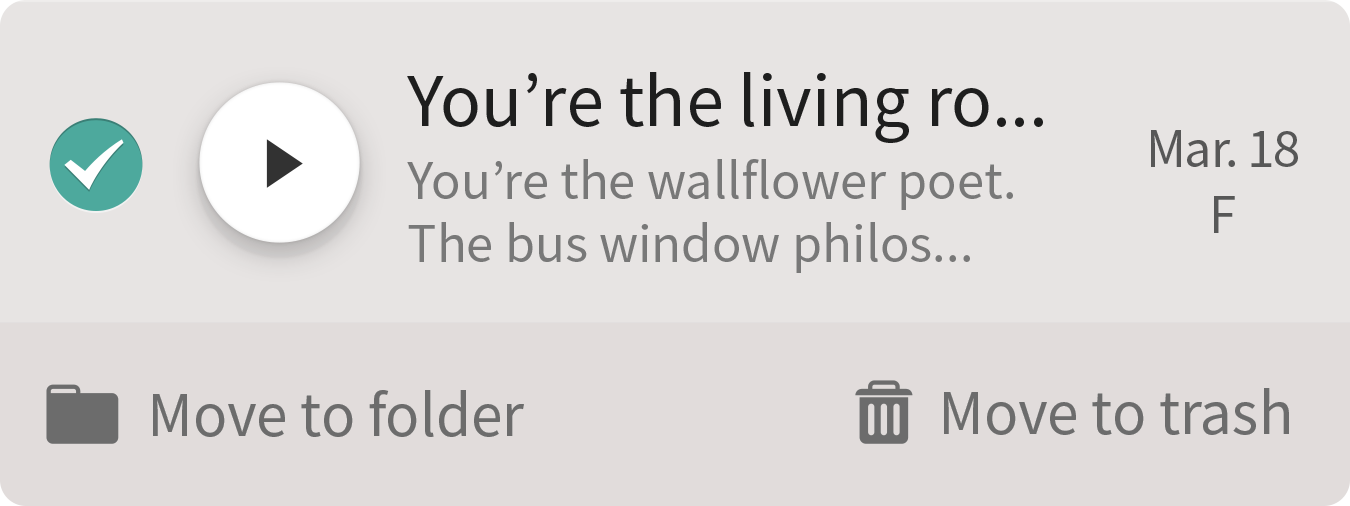 You’re the living ro...
You’re the wallflower poet.
The bus window philos...
Mar. 18
F
Move to folder
Move to trash